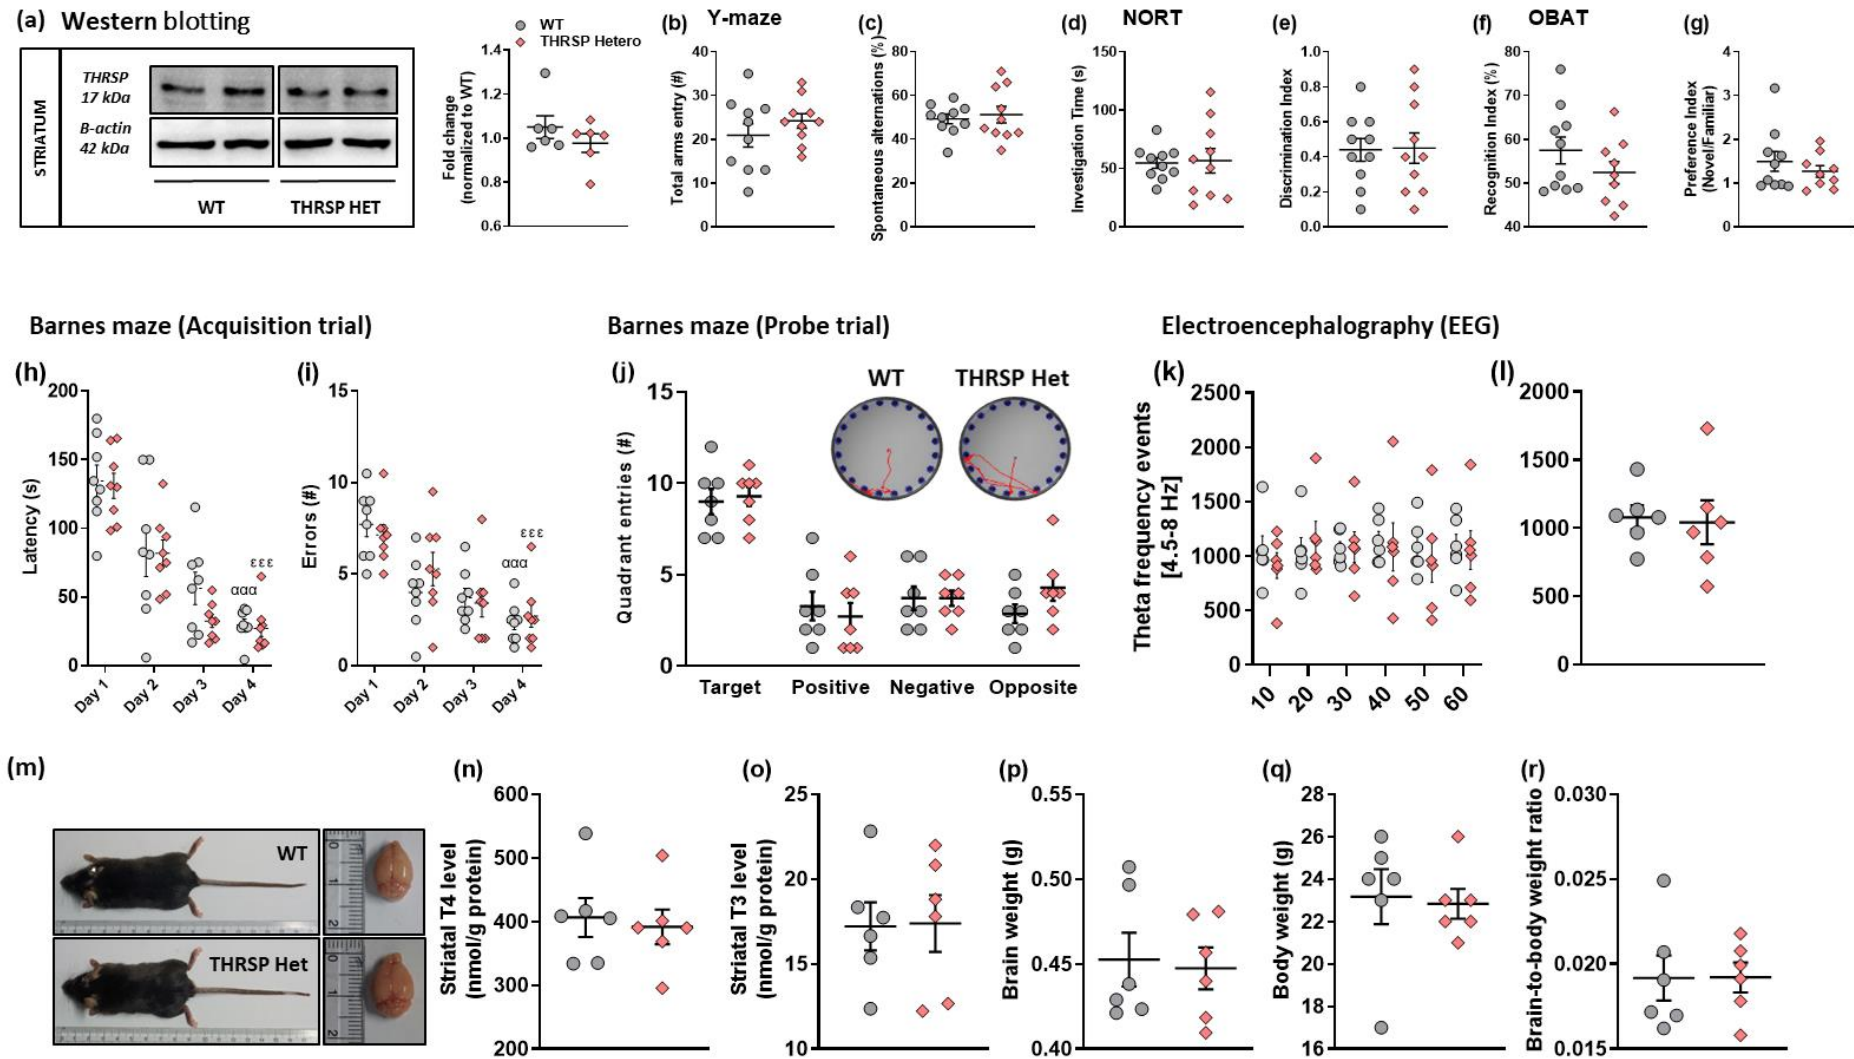 (a) Western blotting
STRIATUM
THRSP
17 kDa
B-actin
42 kDa
WT
THRSP HET
WT
THRSP Hetero
Fold change
(normalized to WT)
1.4
1.2
1.0
0.8
0.6
(b) Y-maze
Total arms entry (#)
40
30
20
10
0
(c)
Spontaneous alternations (%)
80
60
40
20
0
(d) NORT
Investigation Time (s)
150
100
50
0
(e)
Discrimination Index
1.0
0.8
0.6
0.4
0.2
0.0
(f) OBAT
Recognition Index (%)
80
70
60
50
40
(g)
Preference Index
(Novel/Familiar)
4
3
2
1
0
Barnes maze (Acquisition trial)
(h)
Latency (s)
200
150
100
50
0
ααα
εεε
Day 1
Day 2
Day 3
Day 4
(i)
Errors (#)
15
10
5
0
ααα
εεε
Day 1
Day 2
Day 3
Day 4
Barnes maze (Probe trial)
(j)
WT
THRSP Het
Quadrant entries (#)
15
10
5
0
Target
Positive
Negative
Opposite
Electroencephalography (EEG)
(k)
Theta frequency events
[4.5-8 Hz]
2500
2000
1500
1000
500
0
10
20
30
40
50
60
(l)
2000
1500
1000
500
0
(m)
WT
THRSP Het
0
1
2
0
1
2
(n)
Striatal T4 level
(nmol/g protein)
600
500
400
300
200
(o)
Striatal T3 level
(nmol/g protein)
25
20
15
10
(p)
Brain weight (g)
0.55
0.50
0.45
0.40
(q)
Body weight (g)
28
26
24
22
20
18
16
(r)
Brain-to-body weight ratio
0.030
0.025
0.020
0.015